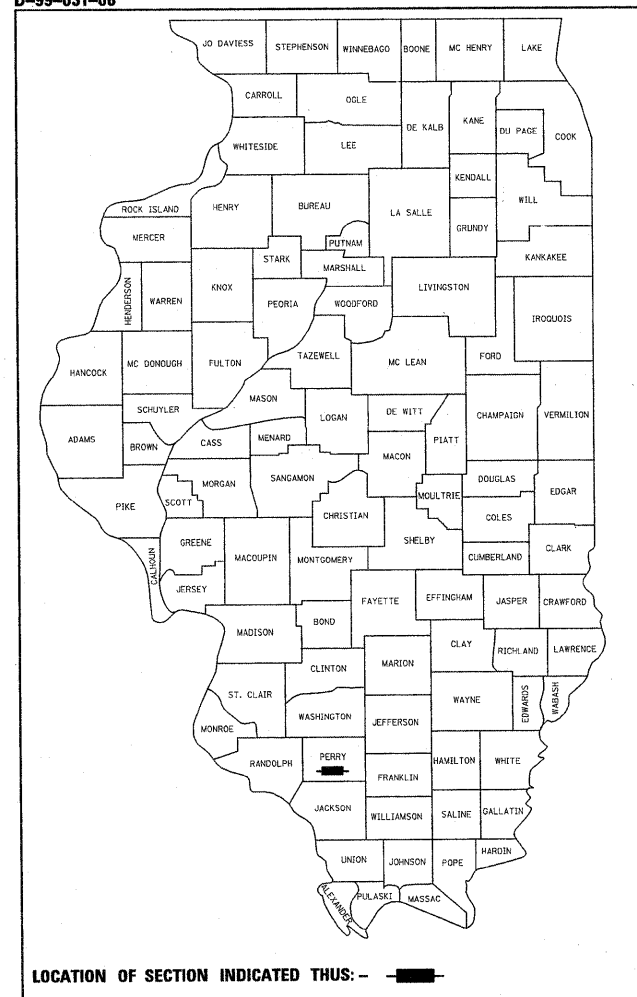 D-99-031-08
JO DAVIESS STEPHENSON WINNEBAGO BOONE MC HENRY LAKE
CARROLL OGLE DE KALB KANE DU PAGE COOK
WHITESIDE LEE
KENDALL WILL
ROCK ISLAND HENRY BUREAU LA SALLE GRUNDY
MERCER PUTNAM KANKAKEE
STARK MARSHALL
HENDERSON WARREN KNOX PEORIA WOODFORD LIVINGSTON IROQUOIS
HANCOCK MC DONOUGH FULTON TAZEWELL MC LEAN FORD
MASON
SCHUYLER LOGAN DE WITT CHAMPAIGN VERMILION
ADAMS BROWN CASS MENARD MACON PIATT
MORGAN SANGAMON DOUGLAS EDGAR
PIKE SCOTT CHRISTIAN MOULTRIE COLES
GREENE MACOUPIN MONTGOMERY SHELBY CUMBERLAND CLARK
CALHOUN JERSEY FAYETTE EFFINGHAM JASPER CRAWFORD
MADISON BOND CLAY RICHLAND LAWRENCE
CLINTON MARION
ST. CLAIR WAYNE EDWARDS WABASH
MONROE WASHINGTON JEFFERSON
RANDOLPH PERRY HAMILTON WHITE
FRANKLIN
JACKSON WILLIAMSON SALINE GALLATIN
UNION JOHNSON POPE HARDIN
ALEXANDER PULASKI MASSAC
LOCATION OF SECTION INDICATED THUS: -